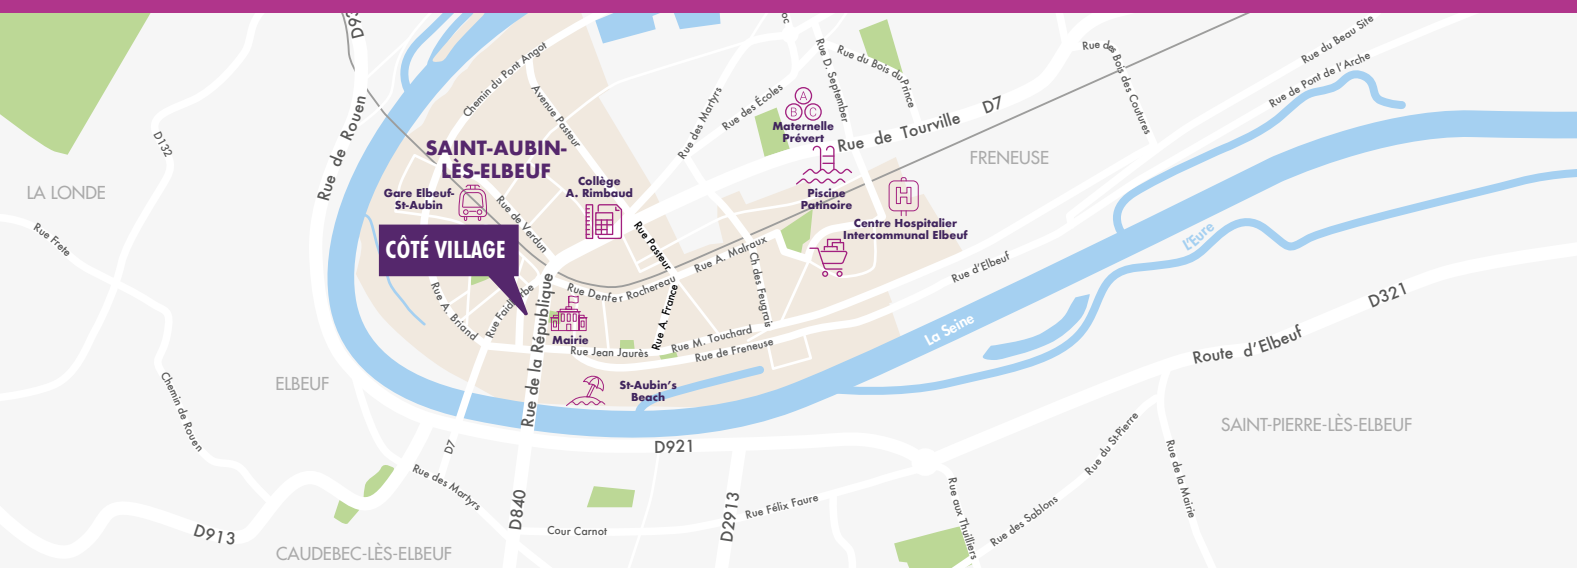 D93
Rue de Rouen
Chemin du Pont Angot
Avenue Pasteur
Rue des Martyrs
Rue des Écoles
oc
Rue D. September
Rue du Bois du Prince
Rue des Bois des Coutures
Rue du Beau Site
Rue de Pont de l'Arche
D132
A
B C
Maternelle
Prévert
Rue de Tourville D7
SAINT-AUBIN-
LÈS-ELBEUF
FRENEUSE
LA LONDE
Gare Elbeuf-
St-Aubin
Collège
A. Rimbaud
Piscine
Patinoire
H
Centre Hospitalier
Intercommunal Elbeuf
Rue Frete
Rue de Verdun
Rue Pasteur
Rue A. Malraux
Ch des Feugrais
L'Eure
CÔTÉ VILLAGE
Rue d'Elbeuf
Rue Denfer Rochereau
Rue A. France
Rue A. Briand
Rue Faidherbe
Rue de la République
Mairie
Rue Jean Jaurès
Rue M. Touchard
Rue de Freneuse
La Seine
D321
Route d'Elbeuf
ELBEUF
St-Aubin's
Beach
Chemin de Rouen
D7
D921
SAINT-PIERRE-LÈS-ELBEUF
Rue des Martyrs
D840
Cour Carnot
D2913
Rue Félix Faure
Rue aux Thuilliers
Rue des Sablons
Rue du St-Pierre
Rue de la Mairie
D913
CAUDEBEC-LÈS-ELBEUF